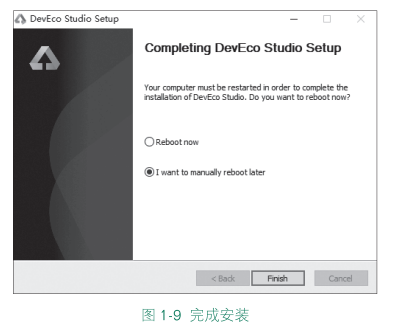 DevEco Studio Setup
Completing DevEco Studio Setup
Your computer must be restarted in order to complete the
installation of DevEco Studio. Do you want to reboot now?
Reboot now
I want to manually reboot later
< Back
Finish
Cancel
图 1-9 完成安装